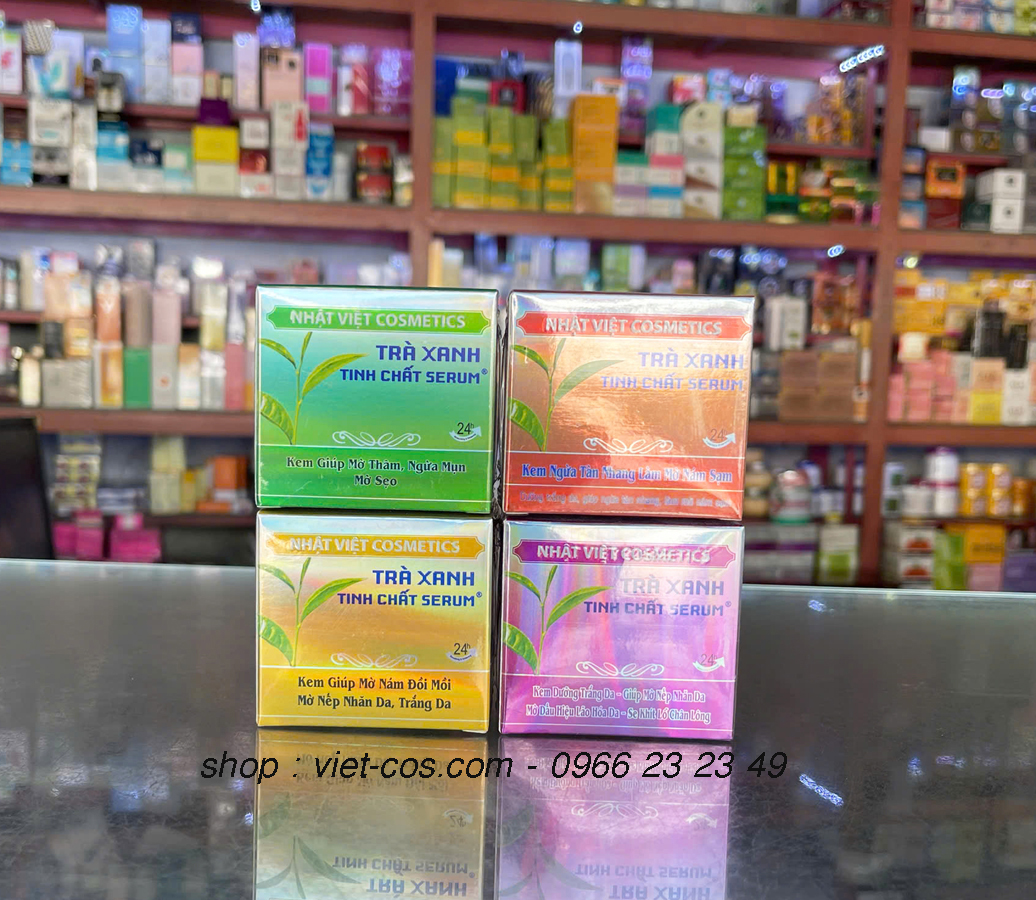 NHẬT VIỆT COSMETICS
TRÀ XANH
TINH CHẤT SERUM®
24h
Kem Giúp Mờ Thâm, Ngừa Mụn
Mờ Sẹo
NHẬT VIỆT COSMETICS
TRÀ XANH
TINH CHẤT SERUM
24h
Kem Ngừa Tàn Nhang Làm Mờ Nám Sạm
NHẬT VIỆT COSMETICS
TRÀ XANH
TINH CHẤT SERUM®
24h
Kem Giúp Mờ Nám Đồi Mồi
Mờ Nếp Nhăn Da, Trắng Da
NHẬT VIỆT COSMETICS
TRÀ XANH
TINH CHẤT SERUM®
24h
Kem Dưỡng Trắng Da - Giúp Mờ Nếp Nhăn Da
Mờ Dấu Hiệu Lão Hóa Da - Se Khít Lổ Chân Lông
shop : viet-cos.com - 0966 23 23 49